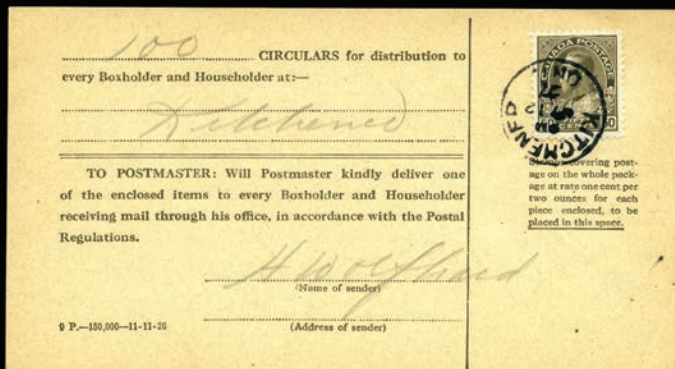 100 CIRCULARS for distribution to
every Boxholder and Householder at:—
Kitchener
TO POSTMASTER: Will Postmaster kindly deliver one
of the enclosed items to every Boxholder and Householder
receiving mail through his office, in accordance with the Postal
Regulations.
H Wolfhard
(Name of sender)
(Address of sender)
9 P.—150,000—11-11-26
CANADA POSTAGE
KITCHENER
ONT
covering post-
age on the whole pack-
age at rate one cent per
two ounces for each
piece enclosed, to be
placed in this space.